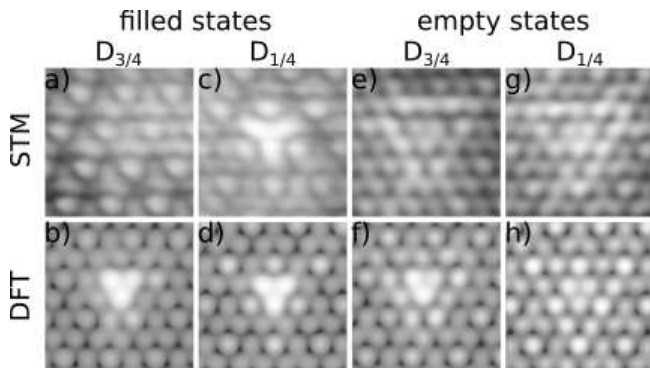 filled states empty states
D3/4 D1/4 D3/4 D1/4
a) c) e) g)
STM
b) d) f) h)
DFT